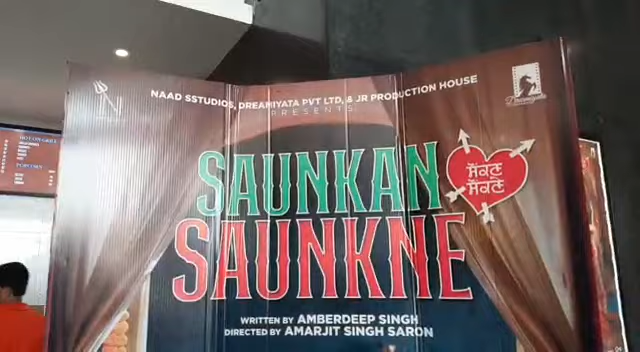 NAAD SSTUDIOS, DREAMIYATA PVT LTD, & JR PRODUCTION HOUSE
PRESENTS
SAUNKAN
SAUNKNE
ਸੌਂਕਣ
ਸੌਂਕਣੇ
WRITTEN BY AMBERDEEP SINGH
DIRECTED BY AMARJIT SINGH SARON